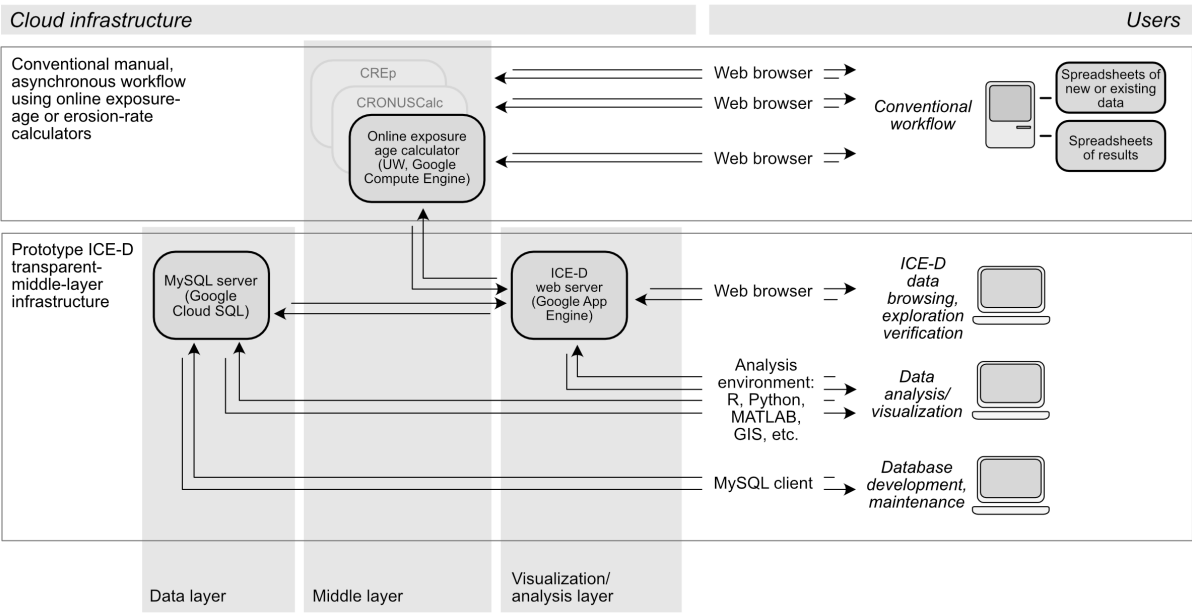 Cloud infrastructure
Users
Conventional manual,
asynchronous workflow
using online exposure-
age or erosion-rate
calculators
CREp
CRONUSCalc
Online exposure
age calculator
(UW, Google
Compute Engine)
Web browser
Web browser
Web browser
Conventional
workflow
Spreadsheets of
new or existing
data
Spreadsheets
of results
Prototype ICE-D
transparent-
middle-layer
infrastructure
MySQL server
(Google
Cloud SQL)
ICE-D
web server
(Google App
Engine)
Web browser
ICE-D
data
browsing,
exploration
verification
Analysis
environment:
R, Python,
MATLAB,
GIS, etc.
Data
analysis/
visualization
MySQL client
Database
development,
maintenance
Data layer
Middle layer
Visualization/
analysis layer